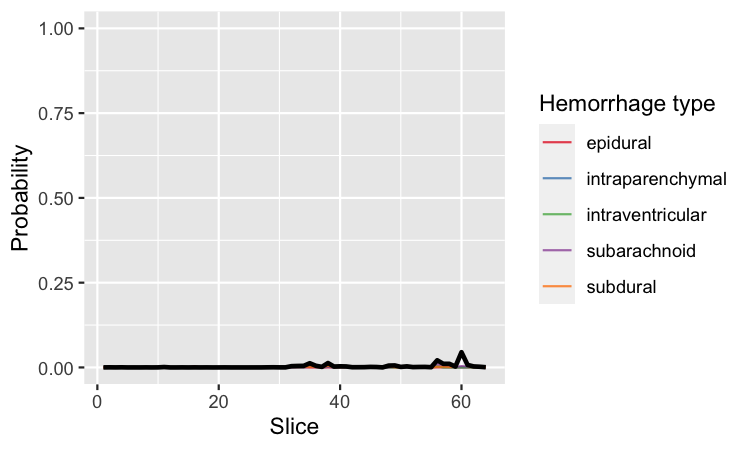 1.00
0.75
0.50
0.25
0.00
Probability
0 20 40 60
Slice
Hemorrhage type
epidural
intraparenchymal
intraventricular
subarachnoid
subdural